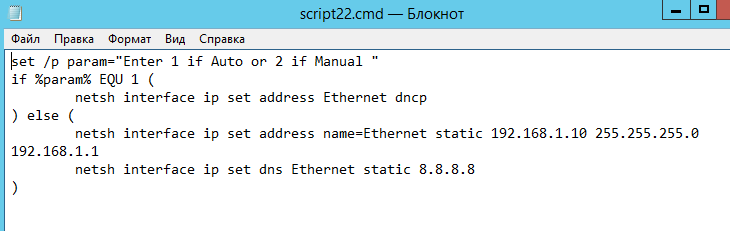 script22.cmd — Блокнот
Файл Правка Формат Вид Справка
set /p param="Enter 1 if Auto or 2 if Manual "
if %param% EQU 1 (
netsh interface ip set address Ethernet dncp
) else (
netsh interface ip set address name=Ethernet static 192.168.1.10 255.255.255.0
192.168.1.1
netsh interface ip set dns Ethernet static 8.8.8.8
)